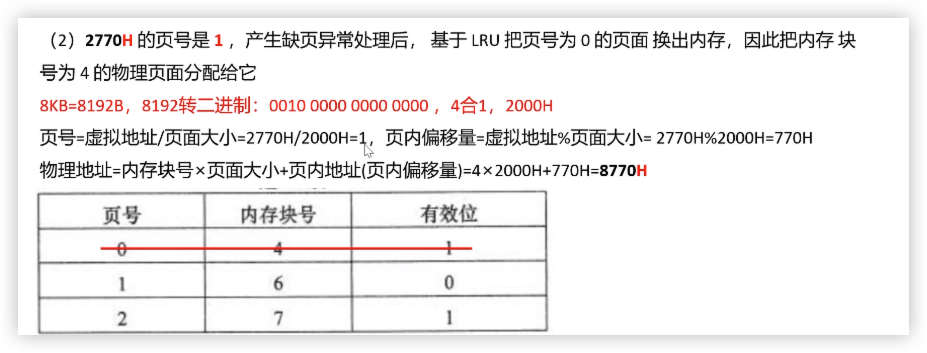 （2）2770H 的页号是 1 ，产生缺页异常处理后， 基于 LRU 把页号为 0 的页面 换出内存，因此把内存 块
号为 4 的物理页面分配给它
8KB=8192B，8192转二进制：0010 0000 0000 0000 ，4合1，2000H
页号=虚拟地址/页面大小=2770H/2000H=1，页内偏移量=虚拟地址%页面大小= 2770H%2000H=770H
物理地址=内存块号×页面大小+页内地址(页内偏移量)=4×2000H+770H=8770H
页号 内存块号 有效位
0 4 1
1 6 0
2 7 1